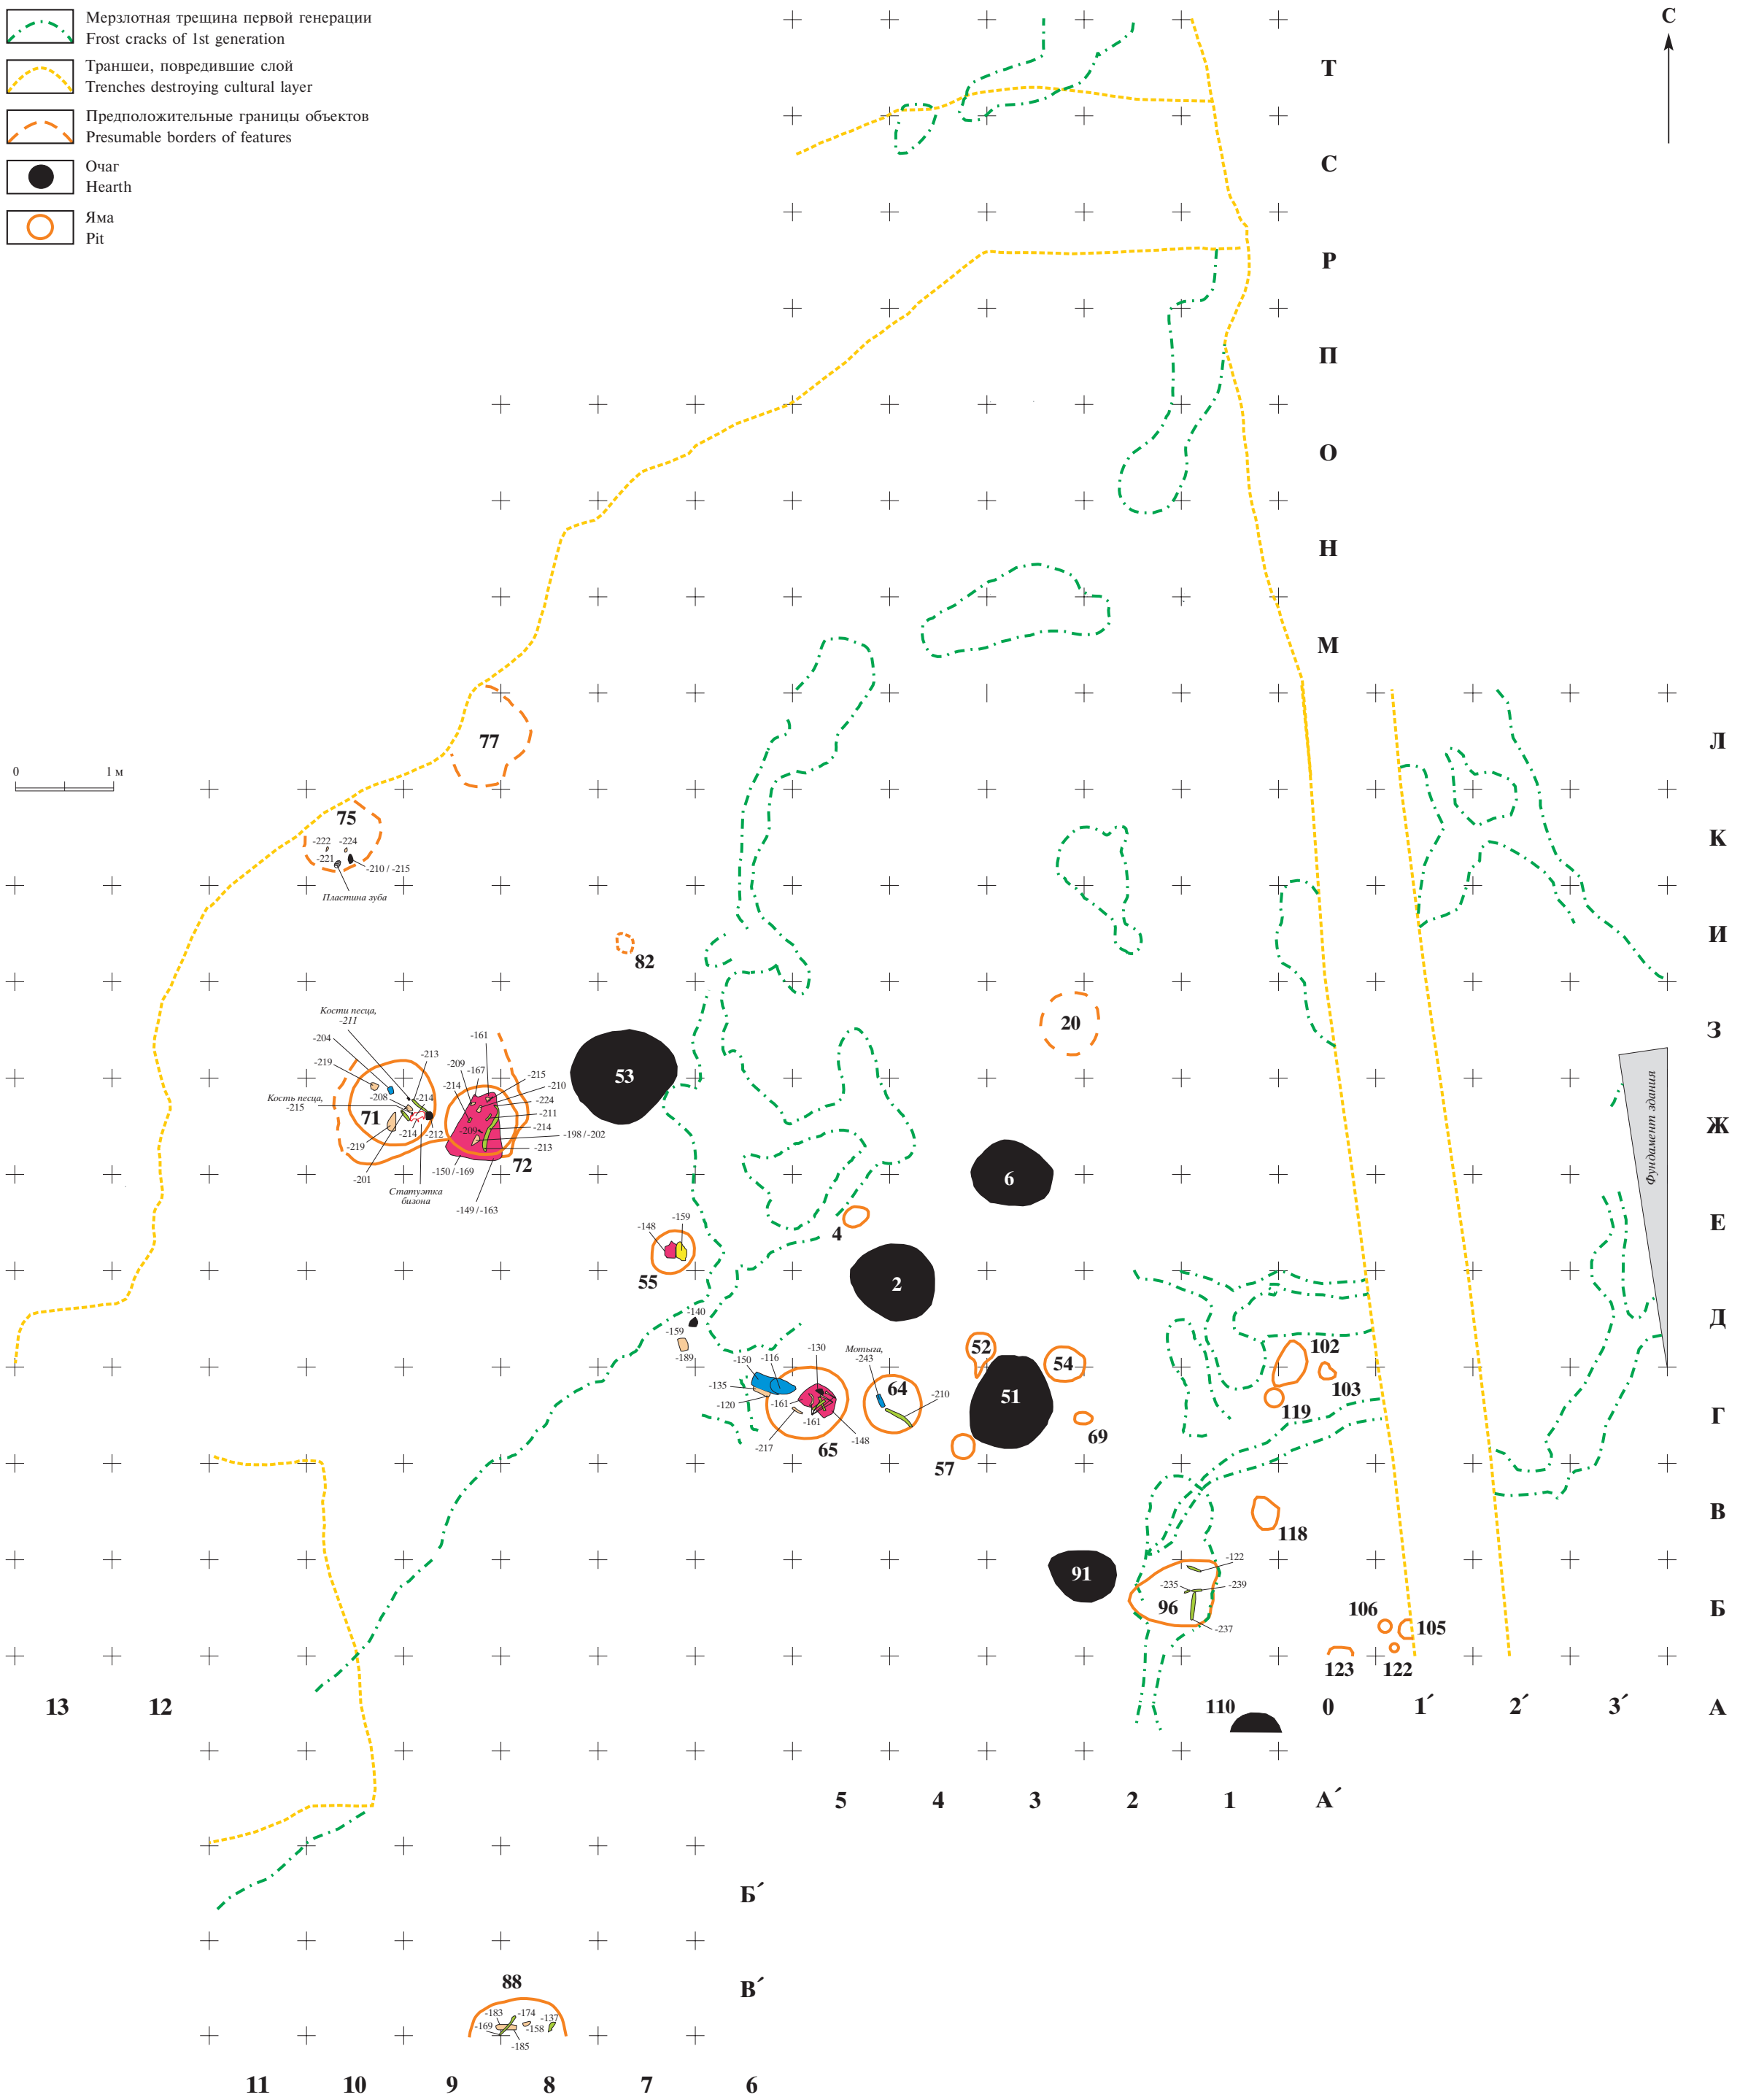 Мерзлотная трещина первой генерации
Frost cracks of 1st generation
Траншеи, повредившие слой
Trenches destroying cultural layer
Предположительные границы объектов
Presumable borders of features
Очаг
Hearth
Яма
Pit
С
Т
С
Р
П
О
Н
М
Л
К
И
З
Ж
Е
Д
Г
В
Б
А
0 1 м
77
75
-222 -224
-221
-210 / -215
Пластина зуба
82
20
53
Кости песца,
-211
-204
-219
-213
Кость песца,
-215
-208
-214
71
-219
-214
-212
-201
Статуэтка
бизона
-161
-209
-167
-214
-215
-210
-224
-211
-214
-209
-198 / -202
-213
72
-150 / -169
-149 / -163
Фундамент здания
6
4
-148
-159
55
2
-140
-159
-189
-150
-116
-130
-135
-120
-161
-161
-217
-148
65
Мотыга,
-243
64
-210
52
54
51
57
69
102
103
119
118
91
-122
-235
-239
96
-237
106
105
123
122
110
13 12 0 1´ 2´ 3´
5 4 3 2 1 А´
Б´
В´
88
-183
-174
-137
-169
-158
-185
11 10 9 8 7 6